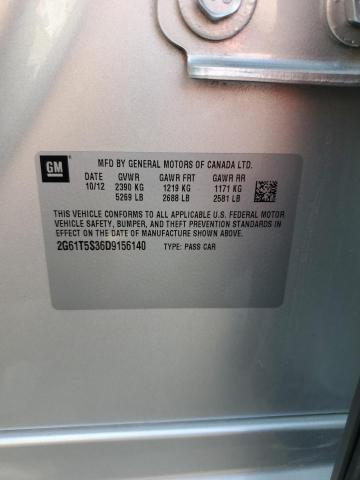 GM
MFD BY GENERAL MOTORS OF CANADA LTD.
DATE GVWR GAWR FRT GAWR RR
10/12 2390 KG 1219 KG 1171 KG
5269 LB 2688 LB 2581 LB
THIS VEHICLE CONFORMS TO ALL APPLICABLE U.S. FEDERAL MOTOR
VEHICLE SAFETY, BUMPER, AND THEFT PREVENTION STANDARDS IN
EFFECT ON THE DATE OF MANUFACTURE SHOWN ABOVE.
2G61T5S36D9156140 TYPE: PASS CAR